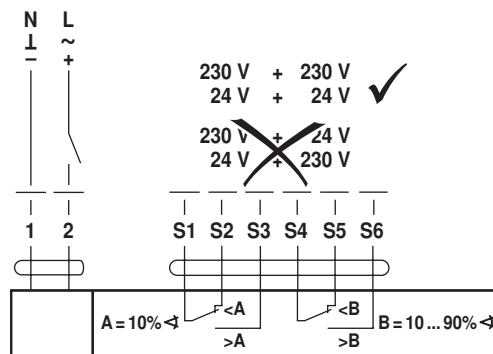 N L
⊥ ~
− +
230 V + 230 V
24 V + 24 V
230 V + 24 V
24 V + 230 V
1 2 S1 S2 S3 S4 S5 S6
A = 10% ∢ <A <B B = 10 ... 90% ∢
>A >B